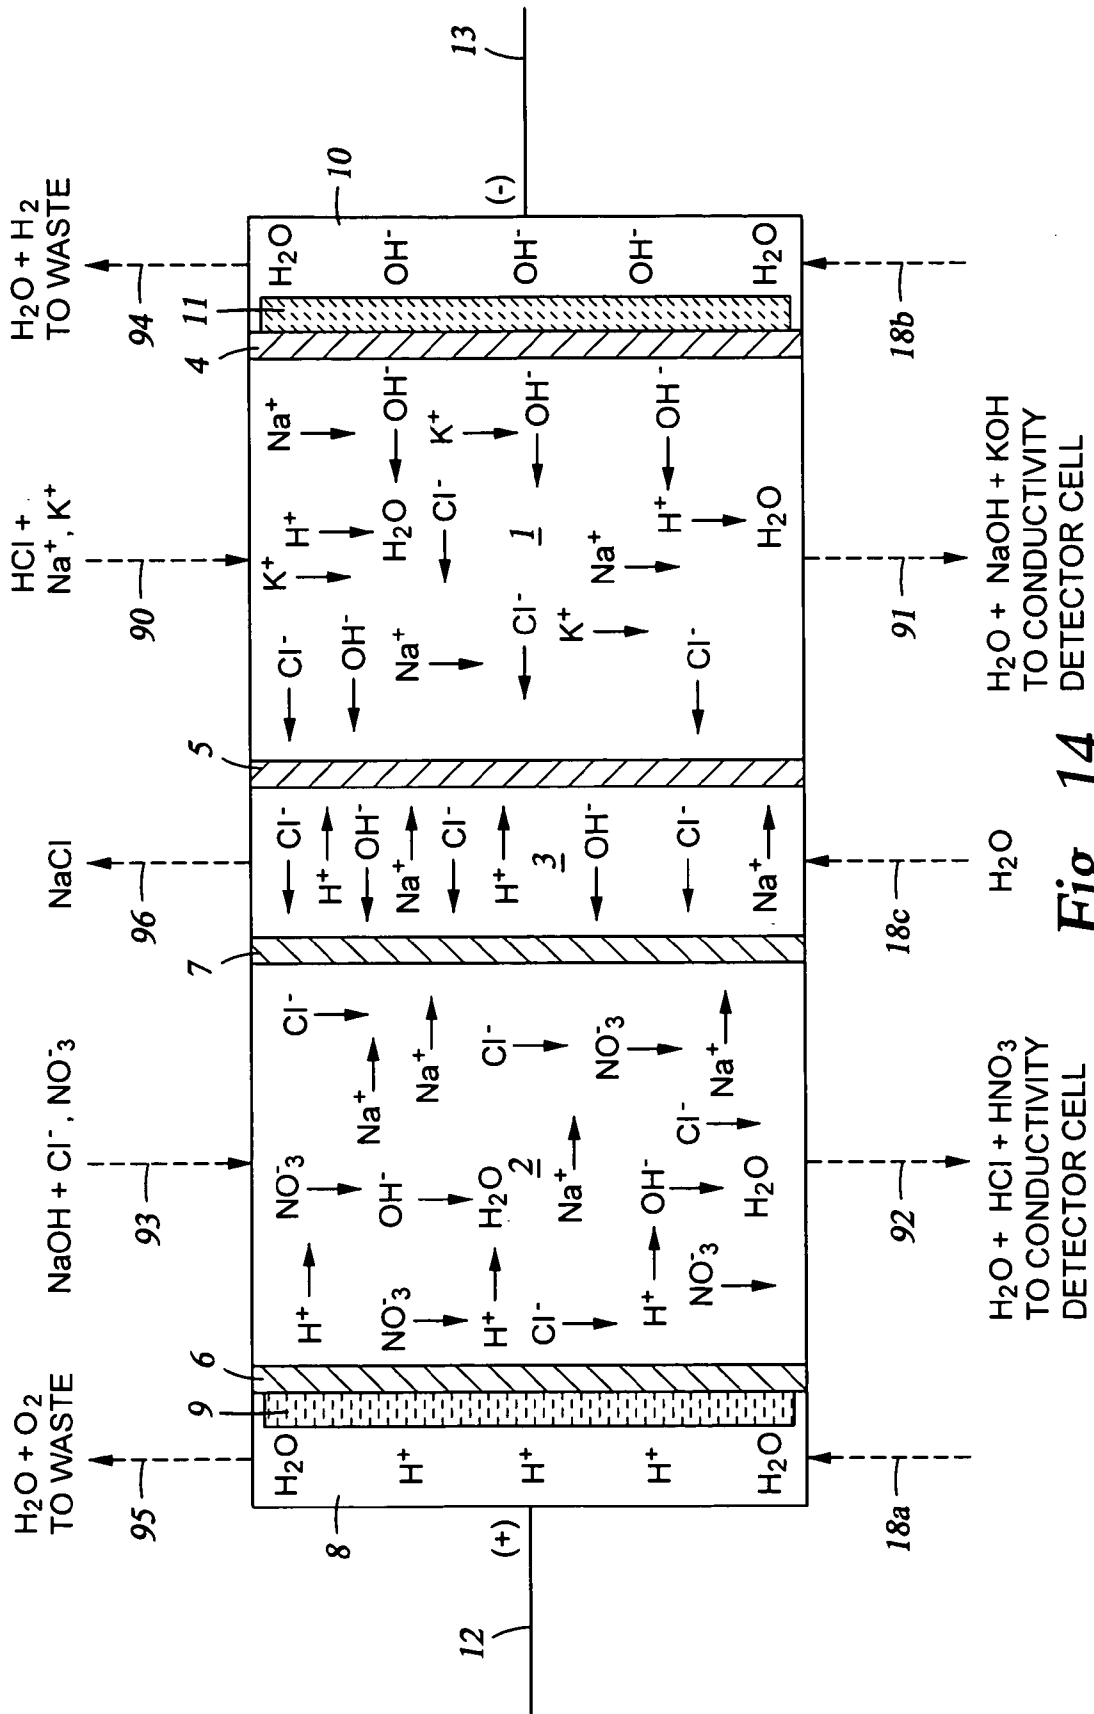 H₂O + O₂
TO WASTE
95
NaOH + Cl⁻, NO₃⁻
93
NaCl
96
HCl +
Na⁺, K⁺
90
H₂O + H₂
TO WASTE
94
8
9
6
7
5
4
11
10
12
(+)
(-)
13
H₂O
H⁺
H⁺
H⁺
H₂O
NO₃⁻
Cl⁻
H⁺
Na⁺
OH⁻
NO₃⁻
Na⁺
H⁺
H₂O
Cl⁻
2
Cl⁻
Na⁺
NO₃⁻
H⁺
OH⁻
Cl⁻
NO₃⁻
Na⁺
H₂O
Cl⁻
H⁺
OH⁻
Na⁺
Cl⁻
H⁺
3
OH⁻
Cl⁻
Na⁺
Cl⁻
K⁺
H⁺
Na⁺
OH⁻
H₂O
OH⁻
Na⁺
Cl⁻
K⁺
Cl⁻
1
OH⁻
K⁺
Na⁺
H⁺
OH⁻
Cl⁻
H₂O
H₂O
OH⁻
OH⁻
OH⁻
H₂O
18a
92
H₂O + HCl + HNO₃
TO CONDUCTIVITY
DETECTOR CELL
18c
H₂O
91
H₂O + NaOH + KOH
TO CONDUCTIVITY
DETECTOR CELL
18b
Fig_14